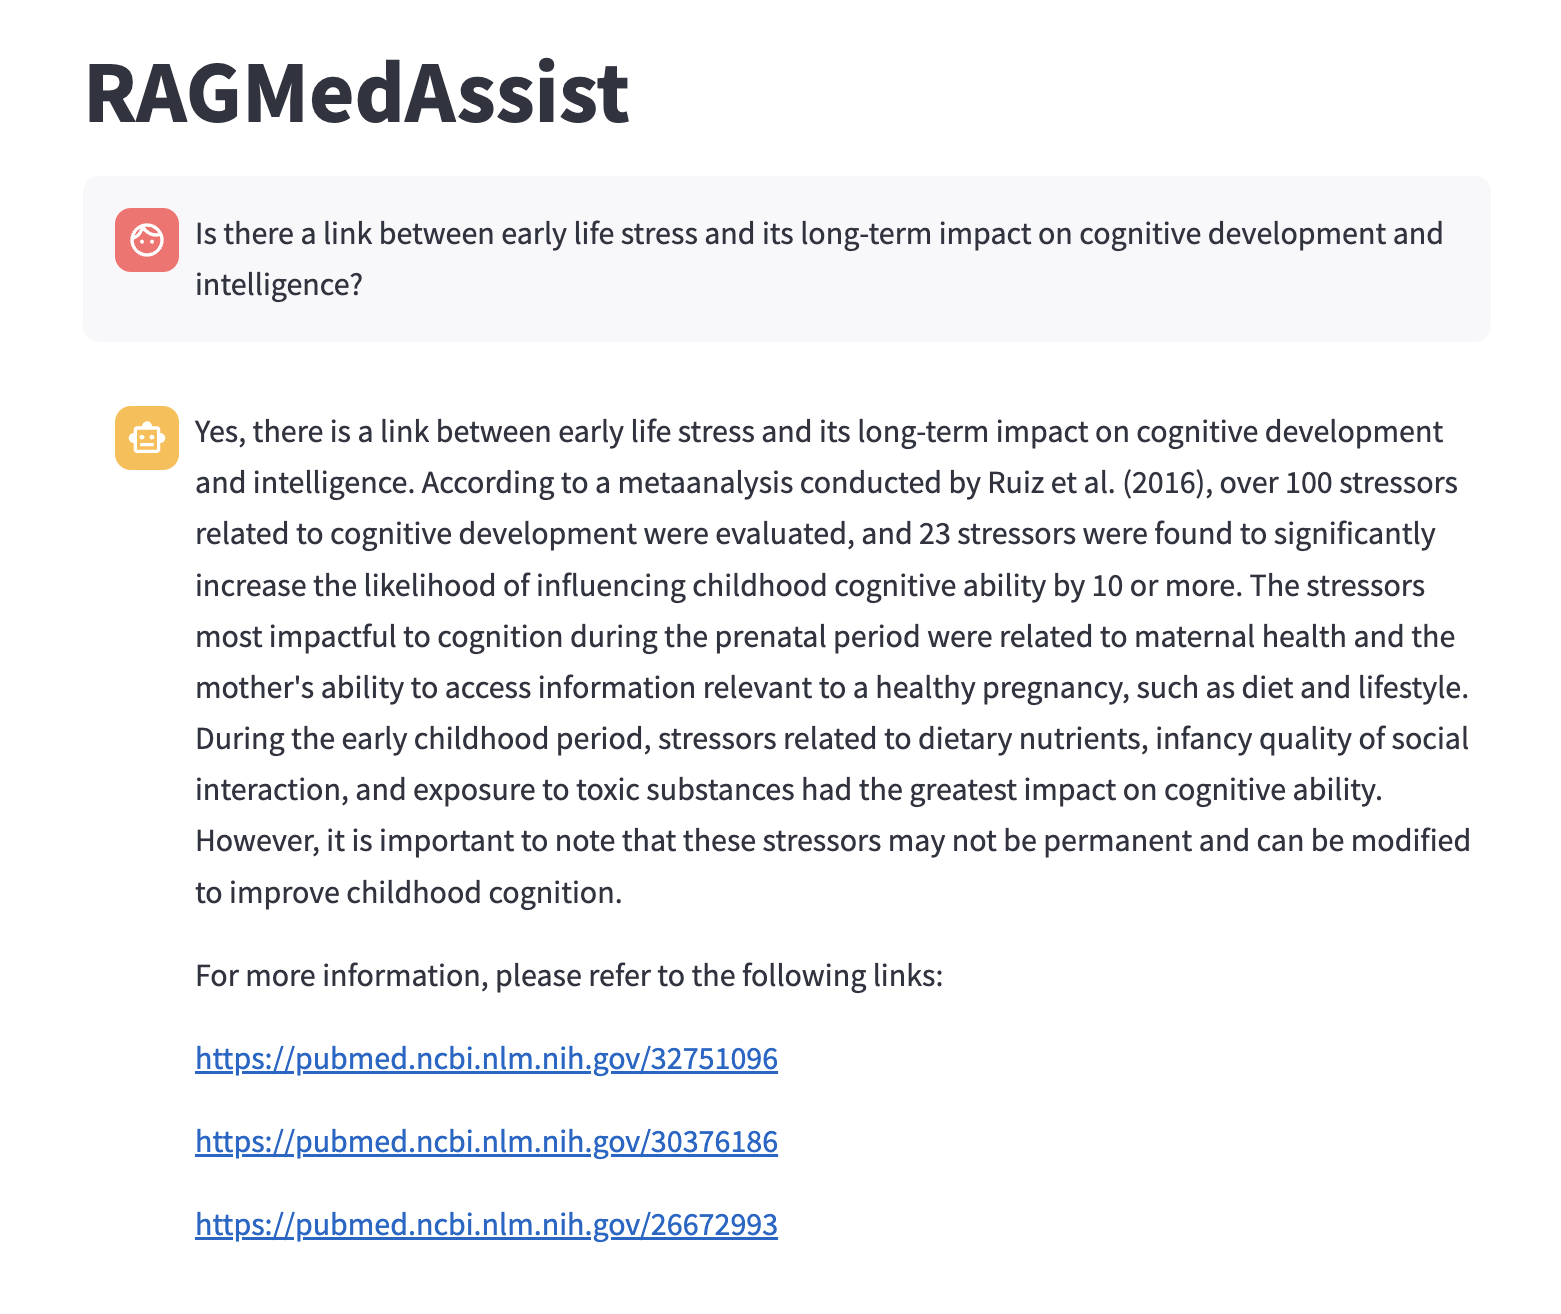 RAGMedAssist
Is there a link between early life stress and its long-term impact on cognitive development and
intelligence?
Yes, there is a link between early life stress and its long-term impact on cognitive development
and intelligence. According to a metaanalysis conducted by Ruiz et al. (2016), over 100 stressors
related to cognitive development were evaluated, and 23 stressors were found to significantly
increase the likelihood of influencing childhood cognitive ability by 10 or more. The stressors
most impactful to cognition during the prenatal period were related to maternal health and the
mother's ability to access information relevant to a healthy pregnancy, such as diet and lifestyle.
During the early childhood period, stressors related to dietary nutrients, infancy quality of social
interaction, and exposure to toxic substances had the greatest impact on cognitive ability.
However, it is important to note that these stressors may not be permanent and can be modified
to improve childhood cognition.
For more information, please refer to the following links:
https://pubmed.ncbi.nlm.nih.gov/32751096
https://pubmed.ncbi.nlm.nih.gov/30376186
https://pubmed.ncbi.nlm.nih.gov/26672993